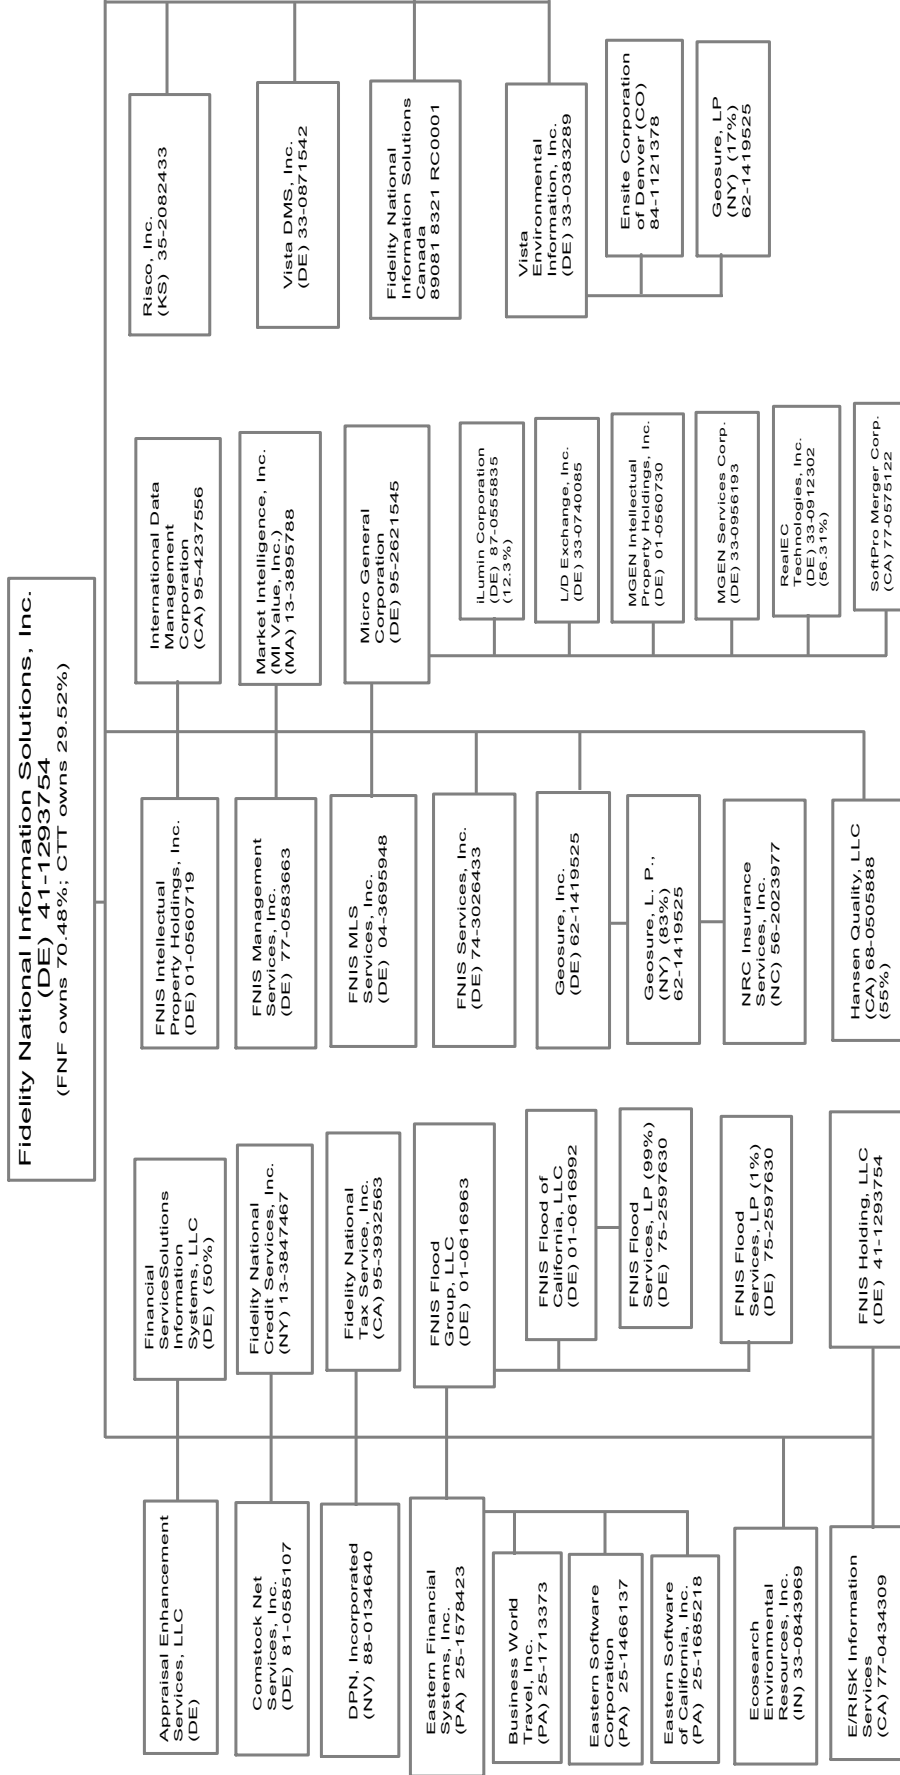 Fidelity National Information Solutions, Inc.
(DE) 41-1293754
(FNF owns 70.48%; CTT owns 29.52%)
Appraisal Enhancement
Services, LLC
(DE)
Comstock Net
Services, Inc.
(DE) 81-0585107
DPN, Incorporated
(NV) 88-0134640
Eastern Financial
Systems, Inc.
(PA) 25-1578423
Business World
Travel, Inc.
(PA) 25-1713373
Eastern Software
Corporation
(PA) 25-1466137
Eastern Software
of California, Inc.
(PA) 25-1685218
Ecosearch
Environmental
Resources, Inc.
(IN) 33-0843969
E/RISK Information
Services
(CA) 77-0434309
Financial
ServiceSolutions
Information
Systems, LLC
(DE) (50%)
Fidelity National
Credit Services, Inc.
(NY) 13-3847467
Fidelity National
Tax Service, Inc.
(CA) 95-3932563
FNIS Flood
Group, LLC
(DE) 01-0616963
FNIS Flood of
California, LLC
(DE) 01-0616992
FNIS Flood
Services, LP (99%)
(DE) 75-2597630
FNIS Flood
Services, LP (1%)
(DE) 75-2597630
FNIS Holding, LLC
(DE) 41-1293754
FNIS Intellectual
Property Holdings, Inc.
(DE) 01-0560719
FNIS Management
Services, Inc.
(DE) 77-0583663
FNIS MLS
Services, Inc.
(DE) 04-3695948
FNIS Services, Inc.
(DE) 74-3026433
Geosure, Inc.
(DE) 62-1419525
Geosure, L. P.,
(NY) (83%)
62-1419525
NRC Insurance
Services, Inc.
(NC) 56-2023977
Hansen Quality, LLC
(CA) 68-0505888
(55%)
International Data
Management
Corporation
(CA) 95-4237556
Market Intelligence, Inc.
(MI Value, Inc.)
(MA) 13-3895788
Micro General
Corporation
(DE) 95-2621545
iLumin Corporation
(DE) 87-0555835
(12.3%)
L/D Exchange, Inc.
(DE) 33-0740085
MGEN Intellectual
Property Holdings, Inc.
(DE) 01-0560730
MGEN Services Corp.
(DE) 33-0956193
RealEC
Technologies, Inc.
(DE) 33-0912302
(56.31%)
SoftPro Merger Corp.
(CA) 77-0575122
Risco, Inc.
(KS) 35-2082433
Vista DMS, Inc.
(DE) 33-0871542
Fidelity National
Information Solutions
Canada
89081 8321 RC0001
Vista
Environmental
Information, Inc.
(DE) 33-0383289
Ensite Corporation
of Denver (CO)
84-1121378
Geosure, LP
(NY) (17%)
62-1419525